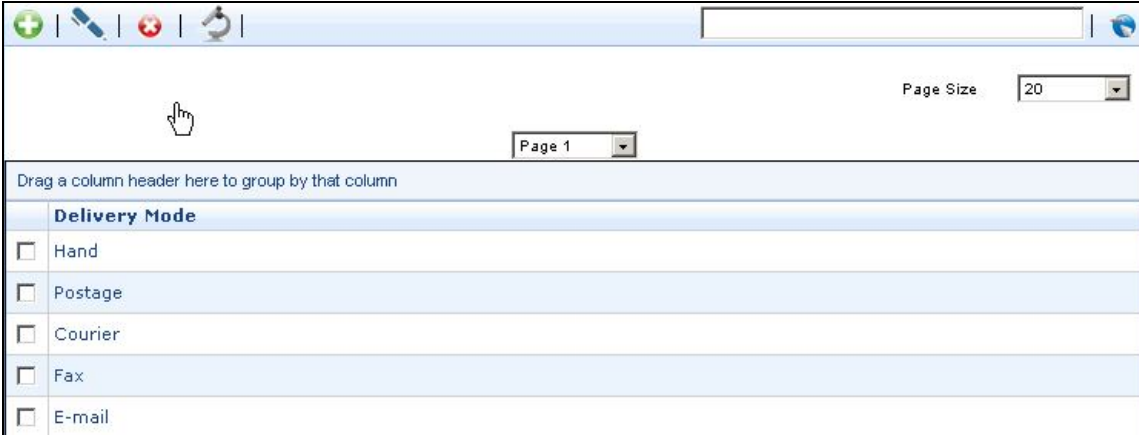 Page Size 20
Page 1
Drag a column header here to group by that column
Delivery Mode
Hand
Postage
Courier
Fax
E-mail